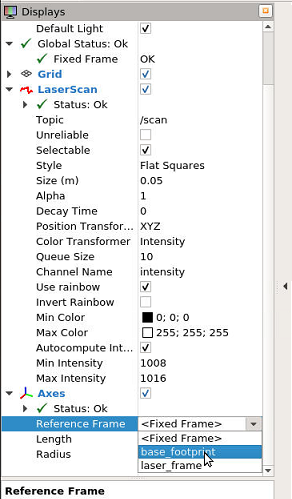 Displays
Default Light
Global Status: Ok
Fixed Frame OK
Grid
LaserScan
Status: Ok
Topic /scan
Unreliable
Selectable
Style Flat Squares
Size (m) 0.05
Alpha 1
Decay Time 0
Position Transfor... XYZ
Color Transformer Intensity
Queue Size 10
Channel Name intensity
Use rainbow
Invert Rainbow
Min Color 0; 0; 0
Max Color 255; 255; 255
Autocompute Int...
Min Intensity 1008
Max Intensity 1016
Axes
Status: Ok
Reference Frame <Fixed Frame>
Length <Fixed Frame>
Radius base_footprint
laser_frame
Reference Frame